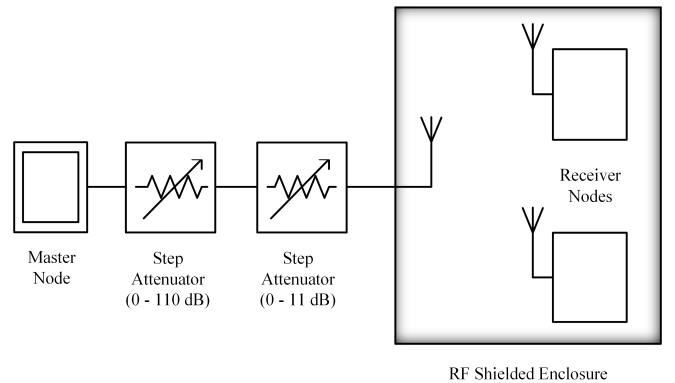 Master
Node
Step
Attenuator
(0 - 110 dB)
Step
Attenuator
(0 - 11 dB)
Receiver
Nodes
RF Shielded Enclosure